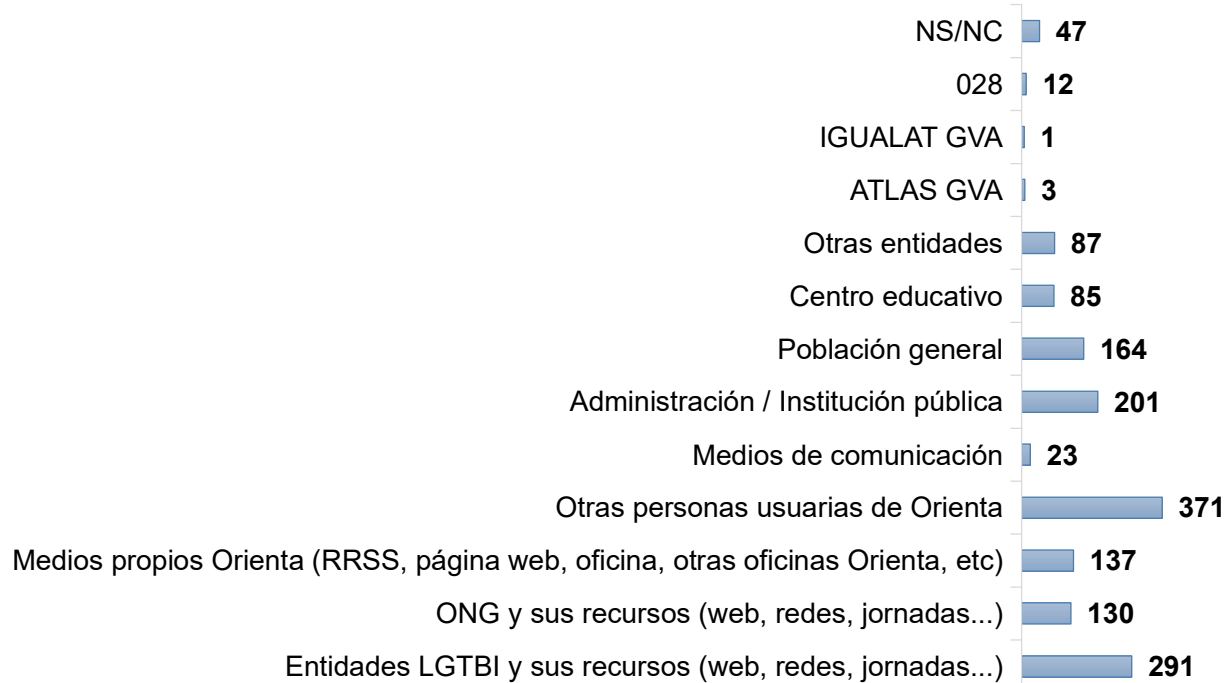 NS/NC 47
028 12
IGUALAT GVA 1
ATLAS GVA 3
Otras entidades 87
Centro educativo 85
Población general 164
Administración / Institución pública 201
Medios de comunicación 23
Otras personas usuarias de Orienta 371
Medios propios Orienta (RRSS, página web, oficina, otras oficinas Orienta, etc) 137
ONG y sus recursos (web, redes, jornadas...) 130
Entidades LGTBI y sus recursos (web, redes, jornadas...) 291